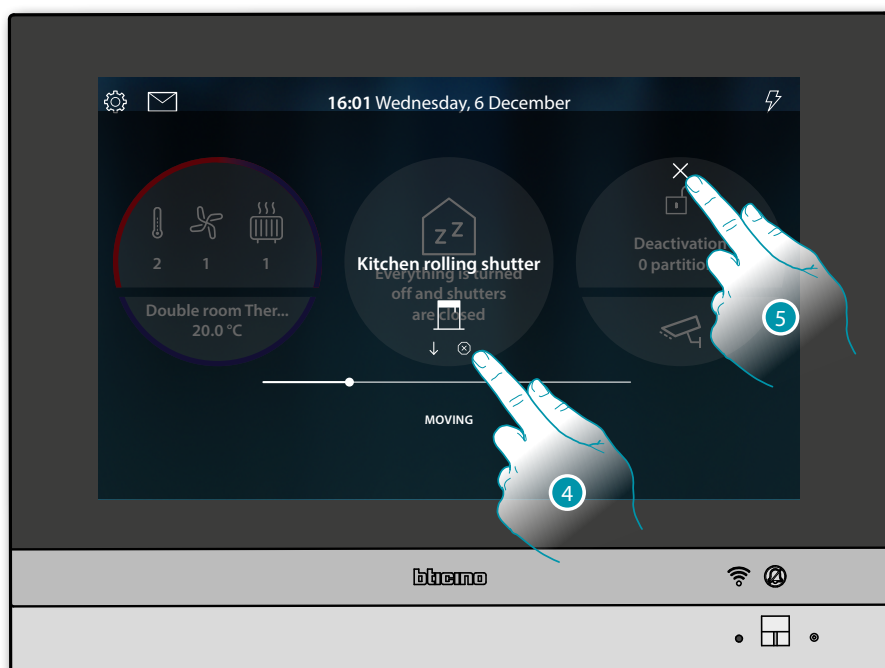 16:01 Wednesday, 6 December
2 1 1
Double room Ther...
20.0 °C
Z Z
Kitchen rolling shutter
Everything is turned
off and shutters
are closed
MOVING
Deactivation
0 partitio
4
5
bticino